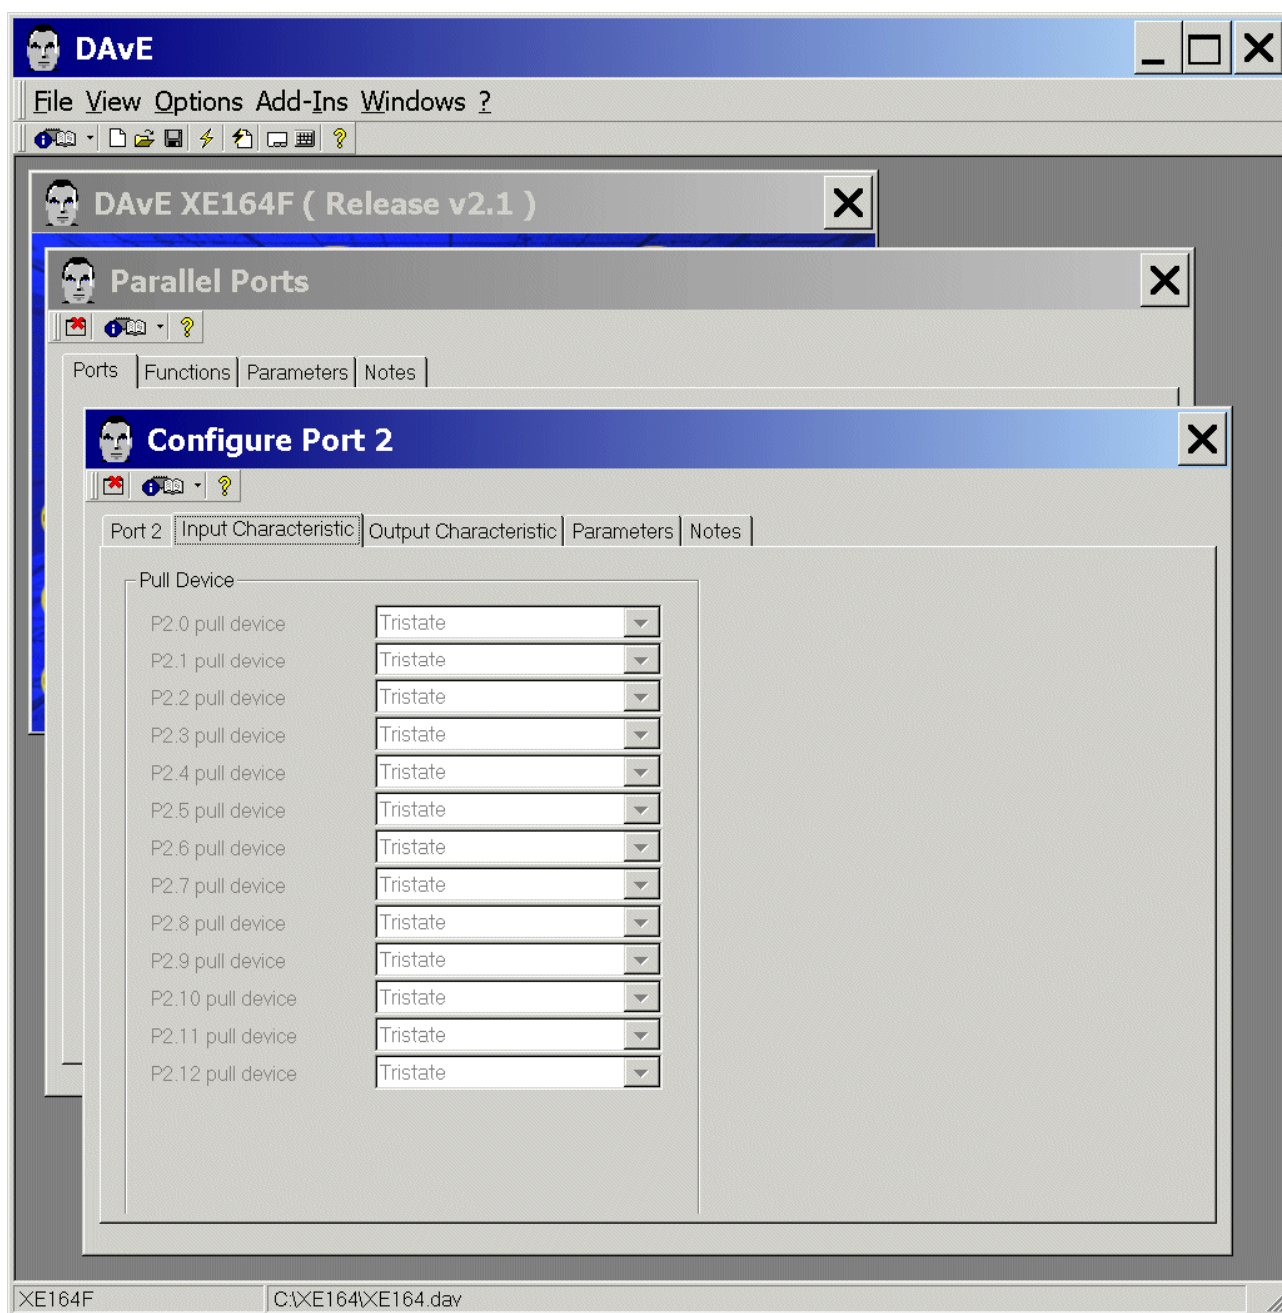 DAvE
File View Options Add-Ins Windows ?
DAvE XE164F ( Release v2.1 )
Parallel Ports
Ports Functions Parameters Notes
Configure Port 2
Port 2 Input Characteristic Output Characteristic Parameters Notes
Pull Device
P2.0 pull device Tristate
P2.1 pull device Tristate
P2.2 pull device Tristate
P2.3 pull device Tristate
P2.4 pull device Tristate
P2.5 pull device Tristate
P2.6 pull device Tristate
P2.7 pull device Tristate
P2.8 pull device Tristate
P2.9 pull device Tristate
P2.10 pull device Tristate
P2.11 pull device Tristate
P2.12 pull device Tristate
XE164F C:\XE164\XE164.dav